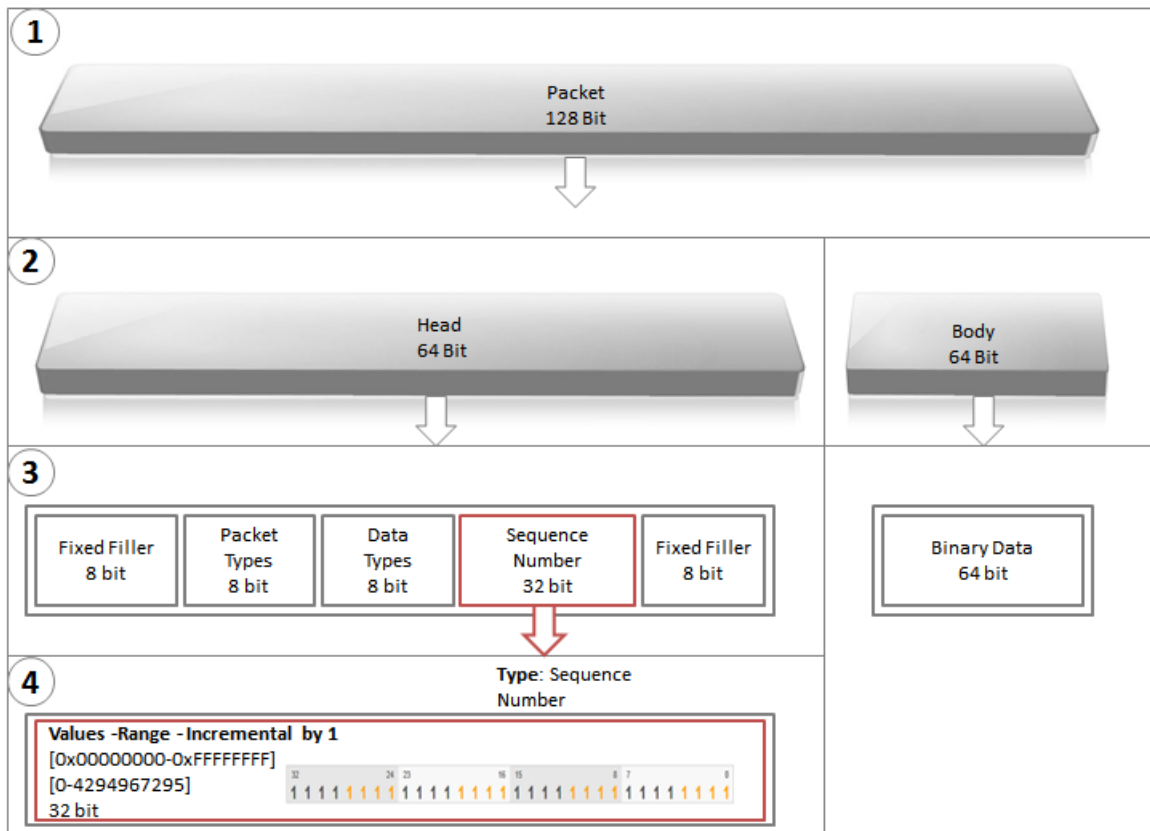 1
Packet
128 Bit
2
Head
64 Bit
Body
64 Bit
3
Fixed Filler
8 bit
Packet
Types
8 bit
Data
Types
8 bit
Sequence
Number
32 bit
Fixed Filler
8 bit
Binary Data
64 bit
4
Type: Sequence
Number
Values -Range - Incremental by 1
[0x00000000-0xFFFFFFFF]
[0-4294967295]
32 bit
32 24 23 16 15 8 7 0
1 1 1 1 1 1 1 1 1 1 1 1 1 1 1 1 1 1 1 1 1 1 1 1 1 1 1 1 1 1 1 1